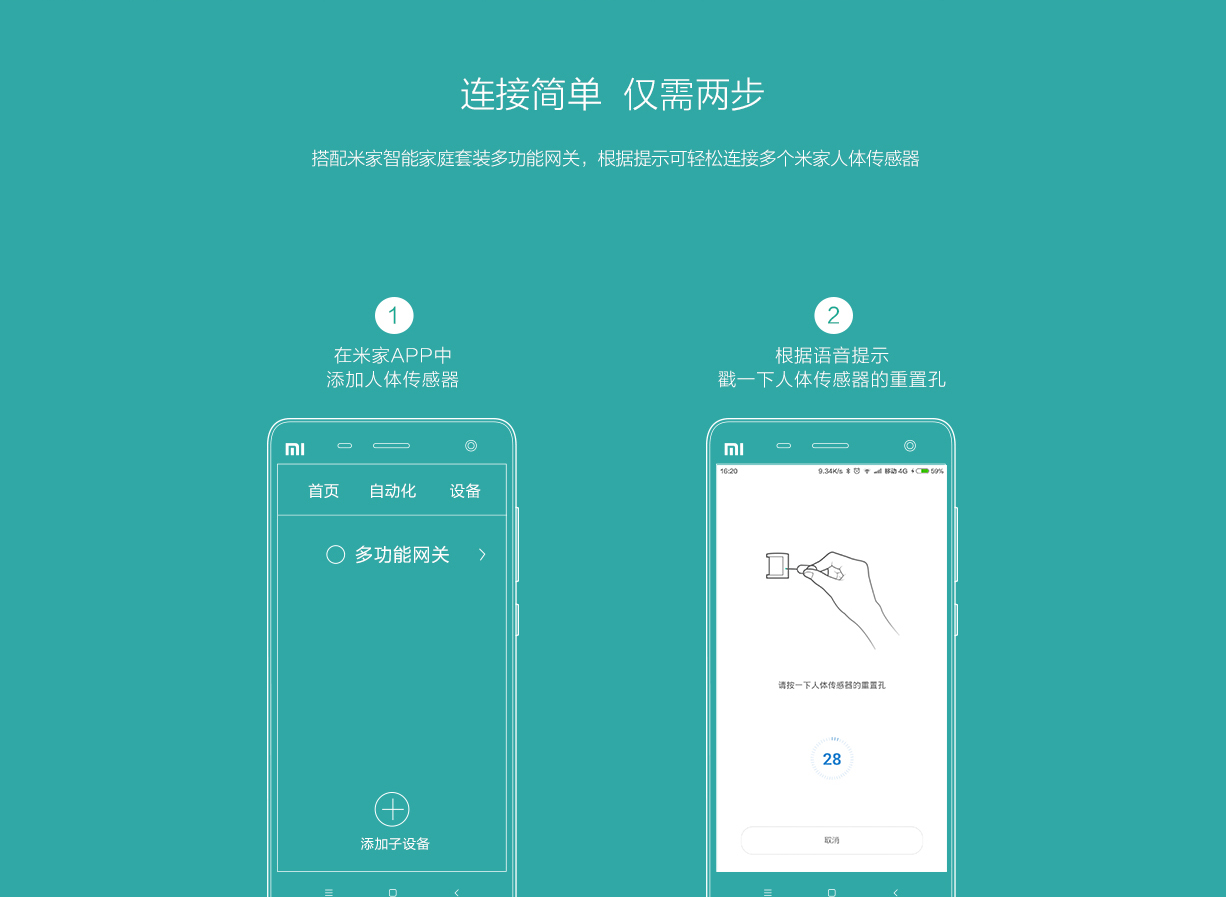 连接简单 仅需两步
搭配米家智能家庭套装多功能网关，根据提示可轻松连接多个米家人体传感器
1
在米家APP中
添加人体传感器
MI
首页 自动化 设备
多功能网关
添加子设备
2
根据语音提示
戳一下人体传感器的重置孔
MI
16:20 9.34K/s 移动 4G 59%
请按一下人体传感器的重置孔
28
取消